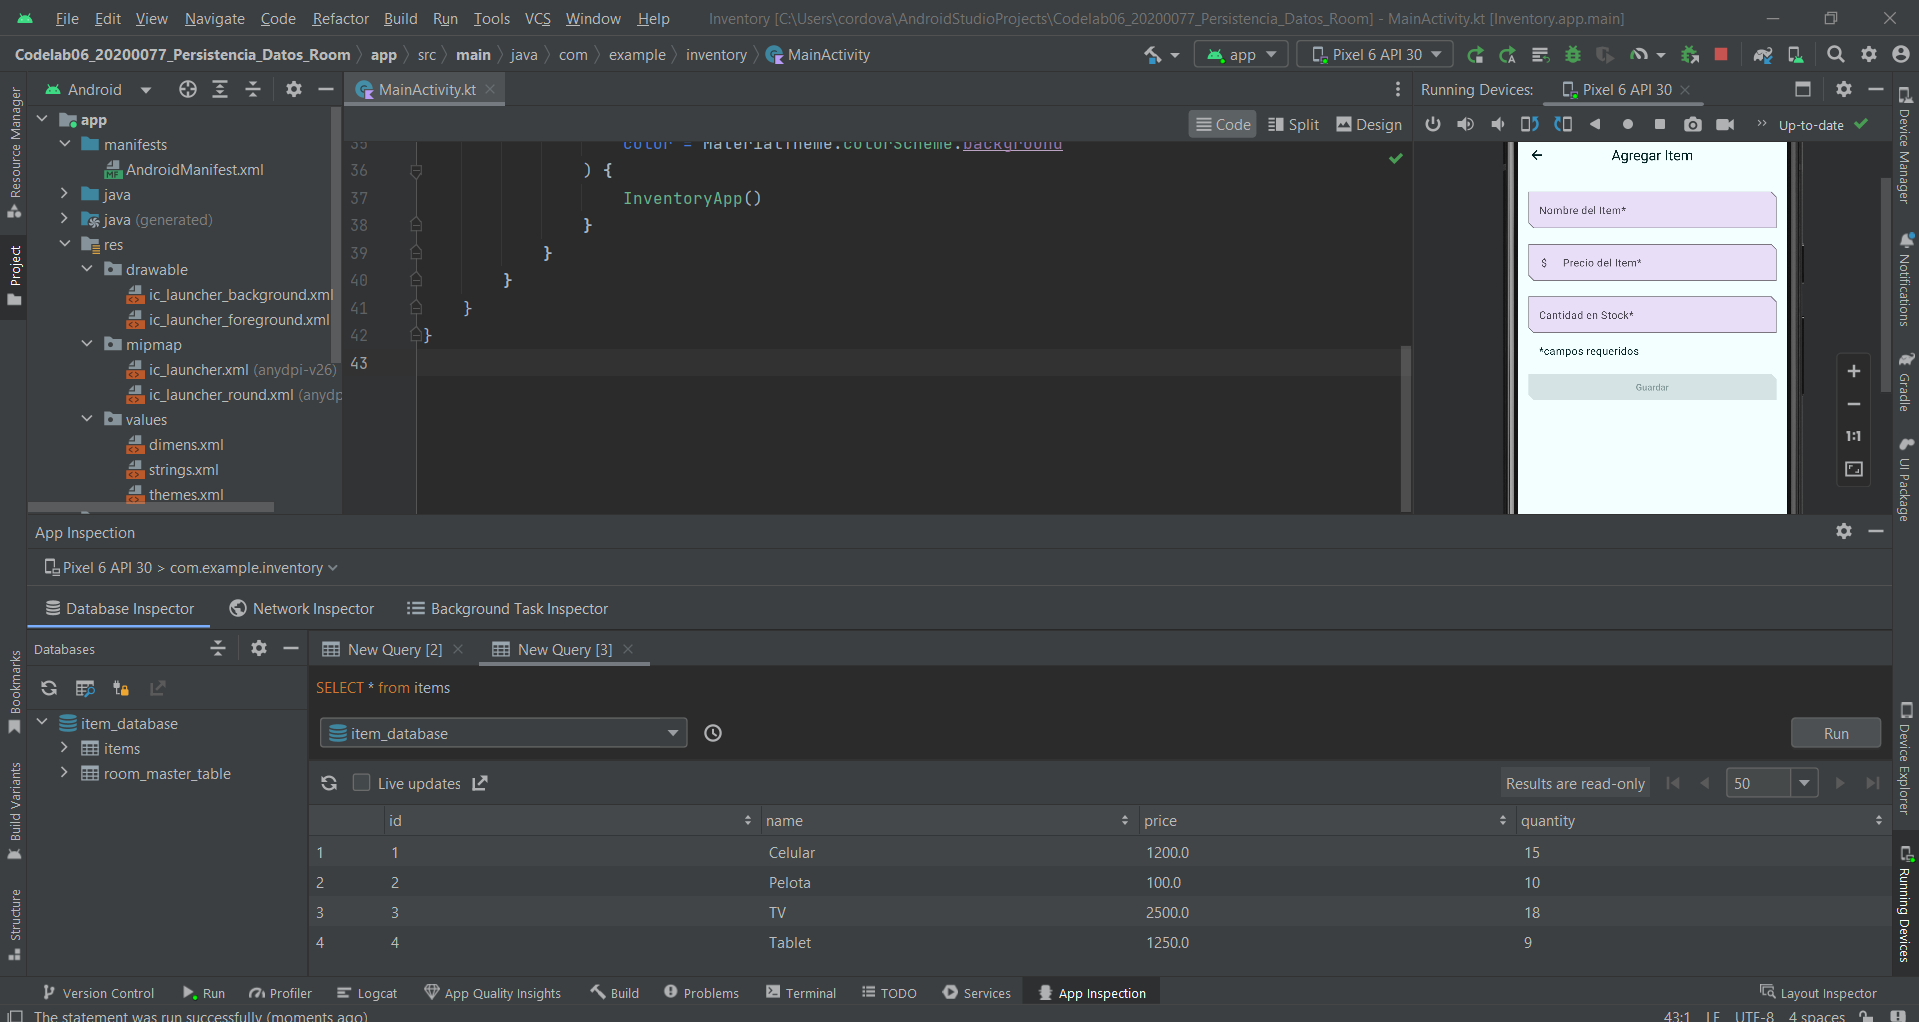 File Edit View Navigate Code Refactor Build Run Tools VCS Window Help Inventory [C:\Users\cordova\AndroidStudioProjects\Codelab06_20200077_Persistencia_Datos_Room] - MainActivity.kt [Inventory.app.main]
Codelab06_20200077_Persistencia_Datos_Room app src main java com example inventory MainActivity app Pixel 6 API 30
Android MainActivity.kt Running Devices: Pixel 6 API 30
Code Split Design Up-to-date
Resource Manager
Project
Bookmarks
Build Variants
Structure
app
manifests
AndroidManifest.xml
java
java (generated)
res
drawable
ic_launcher_background.xml
ic_launcher_foreground.xml
mipmap
ic_launcher.xml (anydpi-v26)
ic_launcher_round.xml (anydp
values
dimens.xml
strings.xml
themes.xml
35 color = MaterialTheme.colorScheme.background
36 ) {
37 InventoryApp()
38 }
39 }
40 }
41 }
42 }
43
Agregar Item
Nombre del Item*
$ Precio del Item*
Cantidad en Stock*
*campos requeridos
Guardar
1:1
Device Manager
Notifications
Gradle
UI Package
Device Explorer
Running Devices
App Inspection
Pixel 6 API 30 > com.example.inventory
Database Inspector Network Inspector Background Task Inspector
Databases New Query [2] New Query [3]
SELECT * from items
item_database
items
room_master_table
item_database Run
Live updates Results are read-only 50
id name price quantity
1 1 Celular 1200.0 15
2 2 Pelota 100.0 10
3 3 TV 2500.0 18
4 4 Tablet 1250.0 9
Version Control Run Profiler Logcat App Quality Insights Build Problems Terminal TODO Services App Inspection Layout Inspector
The statement was run successfully (moments ago) 43:1 LF UTF-8 4 spaces